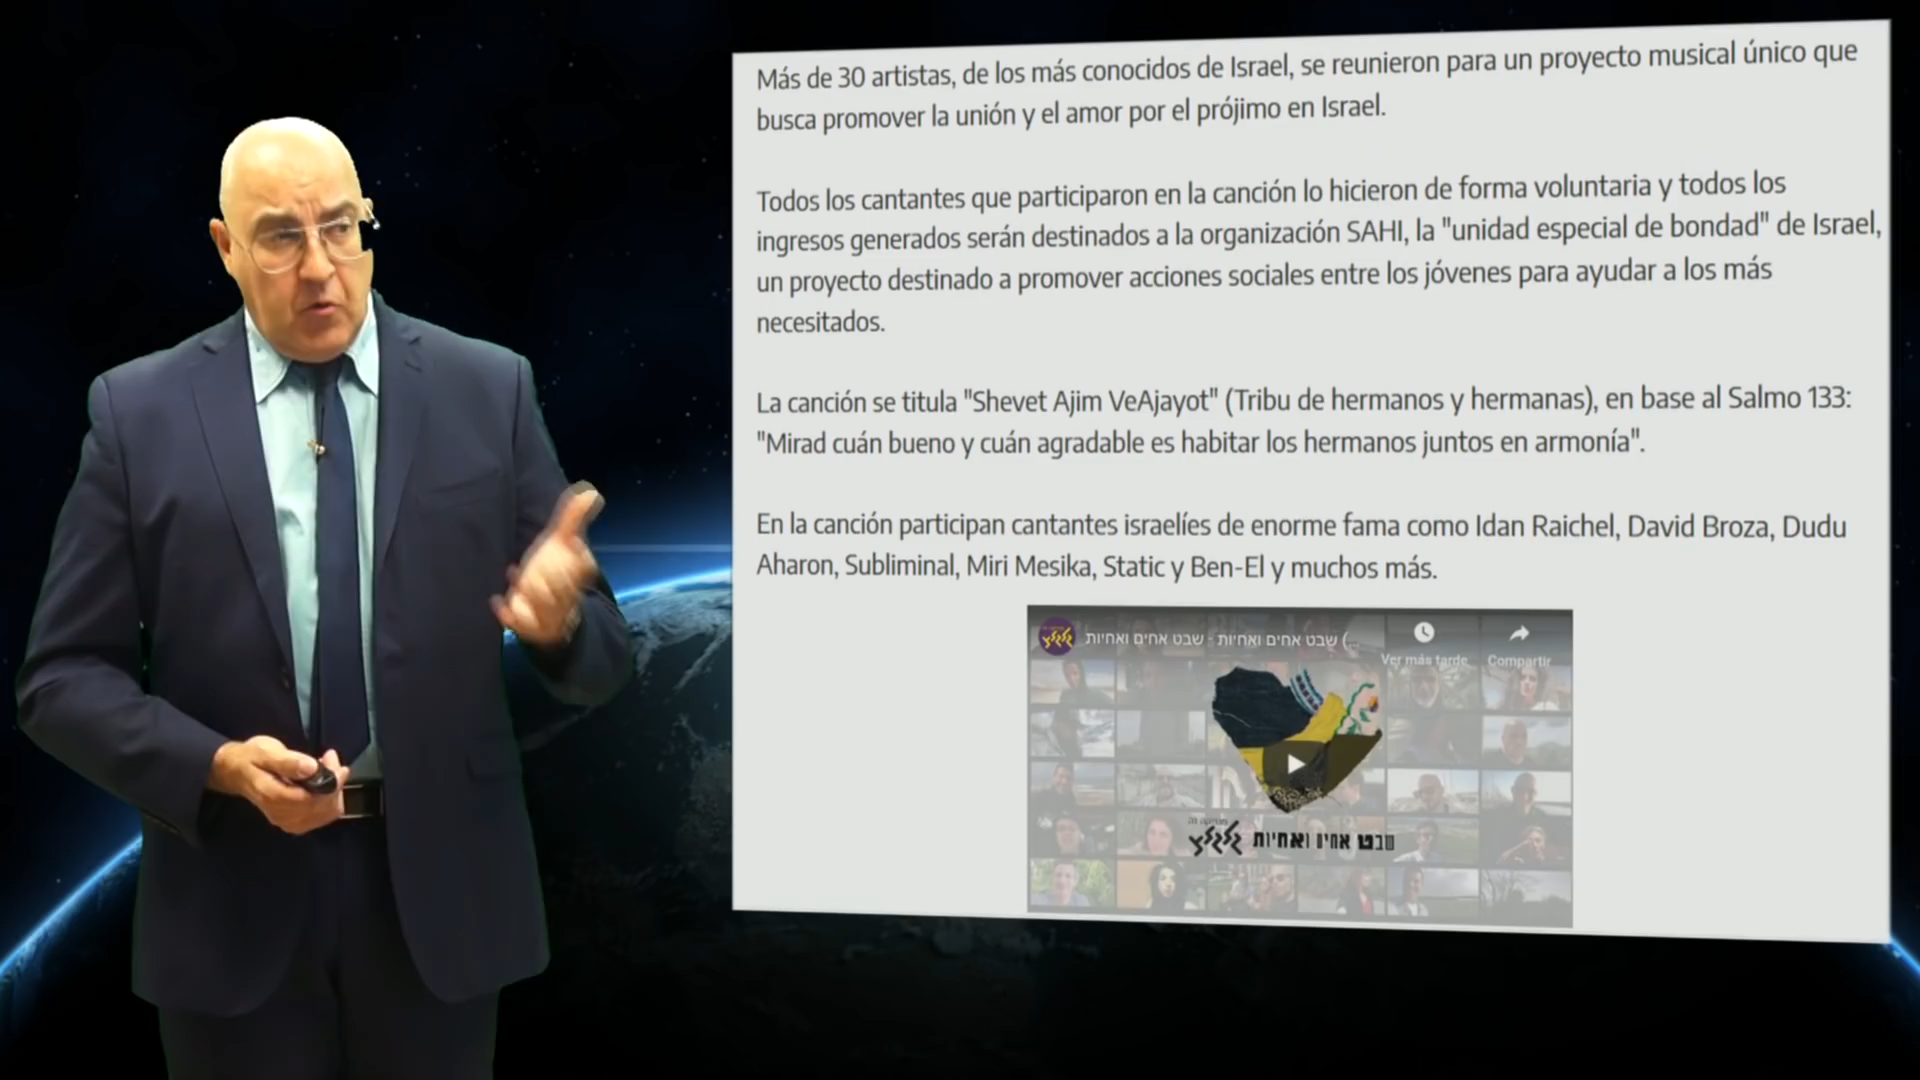 Más de 30 artistas, de los más conocidos de Israel, se reunieron para un proyecto musical único que
busca promover la unión y el amor por el prójimo en Israel.
Todos los cantantes que participaron en la canción lo hicieron de forma voluntaria y todos los
ingresos generados serán destinados a la organización SAHI, la "unidad especial de bondad" de Israel,
un proyecto destinado a promover acciones sociales entre los jóvenes para ayudar a los más
necesitados.
La canción se titula "Shevet Ajim VeAjayot" (Tribu de hermanos y hermanas), en base al Salmo 133:
"Mirad cuán bueno y cuán agradable es habitar los hermanos juntos en armonía".
En la canción participan cantantes israelíes de enorme fama como Idan Raichel, David Broza, Dudu
Aharon, Subliminal, Miri Mesika, Static y Ben-El y muchos más.
שבט אחים ואחיות - שבט אחים ואחיות (...
Ver más tarde
Compartir
גלגלצ שבט אחים ואחיות